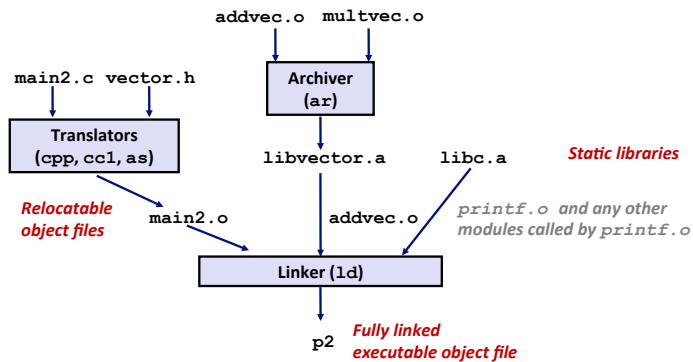 addvec.o multvec.o
main2.c vector.h
Archiver
(ar)
Translators
(cpp, cc1, as)
libvector.a
libc.a
Static libraries
Relocatable
object files
main2.o
addvec.o
printf.o and any other
modules called by printf.o
Linker (ld)
p2
Fully linked
executable object file